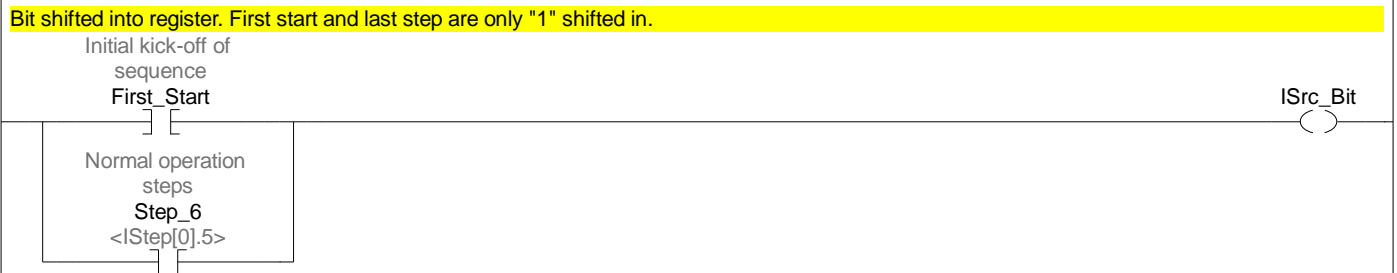 Bit shifted into register. First start and last step are only "1" shifted in.
Initial kick-off of
sequence
First_Start
ISrc_Bit
Normal operation
steps
Step_6
<IStep[0].5>